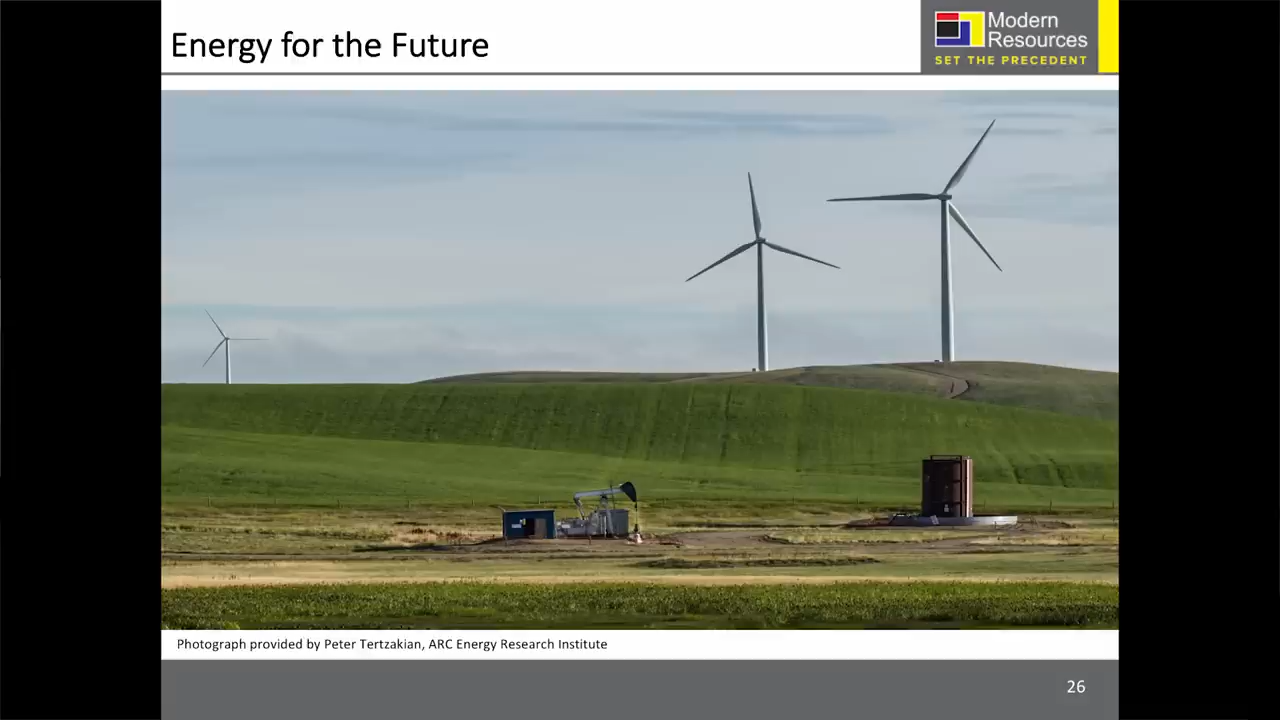 Energy for the Future
Modern
Resources
SET THE PRECEDENT
Photograph provided by Peter Tertzakian, ARC Energy Research Institute
26